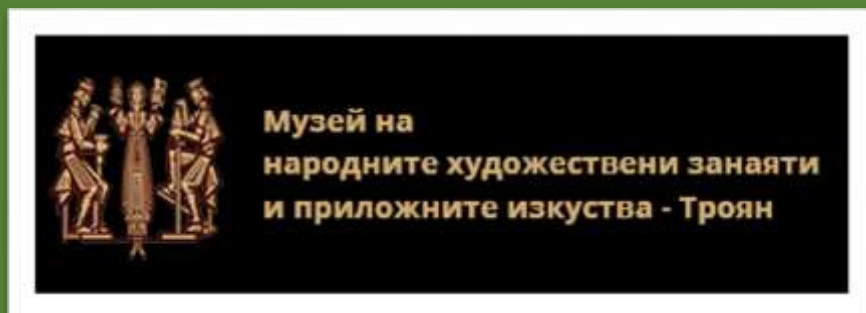 Музей на
народните художествени занаяти
и приложните изкуства - Троян